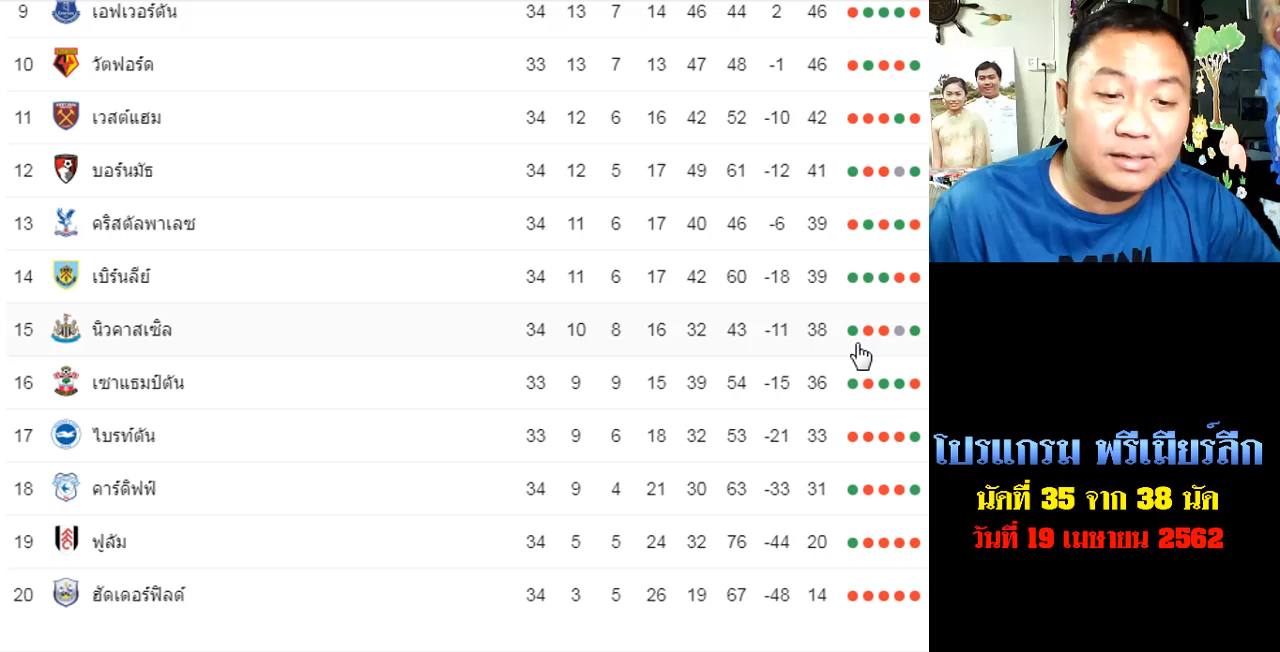 9 เอฟเวอร์ตัน 34 13 7 14 46 44 2 46
10 วัตฟอร์ด 33 13 7 13 47 48 -1 46
11 เวสต์แฮม 34 12 6 16 42 52 -10 42
12 บอร์นมัธ 34 12 5 17 49 61 -12 41
13 คริสตัลพาเลซ 34 11 6 17 40 46 -6 39
14 เบิร์นลีย์ 34 11 6 17 42 60 -18 39
15 นิวคาสเซิล 34 10 8 16 32 43 -11 38
16 เซาแธมป์ตัน 33 9 9 15 39 54 -15 36
17 ไบรท์ตัน 33 9 6 18 32 53 -21 33
18 คาร์ดิฟฟ์ 34 9 4 21 30 63 -33 31
19 ฟูลัม 34 5 5 24 32 76 -44 20
20 ฮัดเดอร์ฟิลด์ 34 3 5 26 19 67 -48 14
โปรแกรม พรีเมียร์ลีก
นัดที่ 35 จาก 38 นัด
วันที่ 19 เมษายน 2562